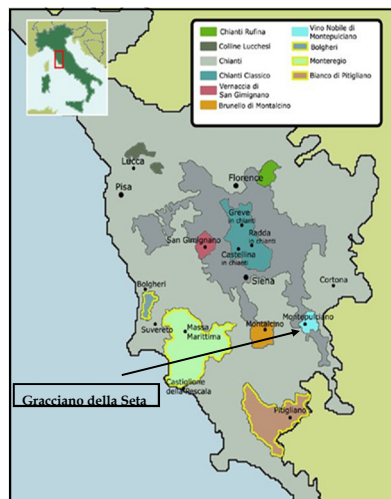 Chianti Rufina
Colline Lucchesi
Chianti
Chianti Classico
Vernaccia di
San Gimignano
Brunello di Montalcino
Vino Nobile di
Montepulciano
Bolgheri
Monteregio
Bianco di Pitigliano
Lucca
Pisa
Florence
Greve
in chianti
Radda
in chianti
San Gimignano
Castellina
in chianti
Siena
Cortona
Bolgheri
Suvereto
Massa
Marittima
Montalcino
Montepulciano
Castiglione
della Pescaia
Gracciano della Seta
Pitigliano